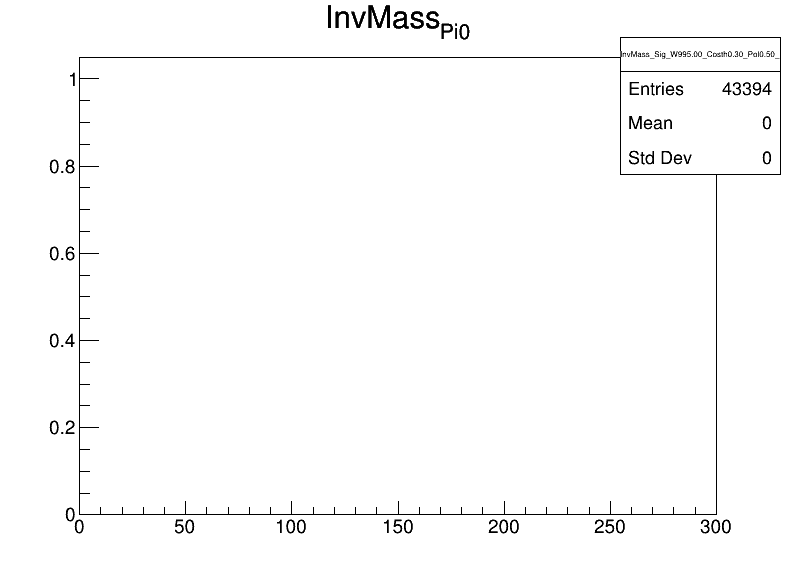 InvMass_Pi0
InvMass_Sig_W995.00_Costh0.30_Pol0.50_
Entries 43394
Mean 0
Std Dev 0
1
0.8
0.6
0.4
0.2
0
0 50 100 150 200 250 300